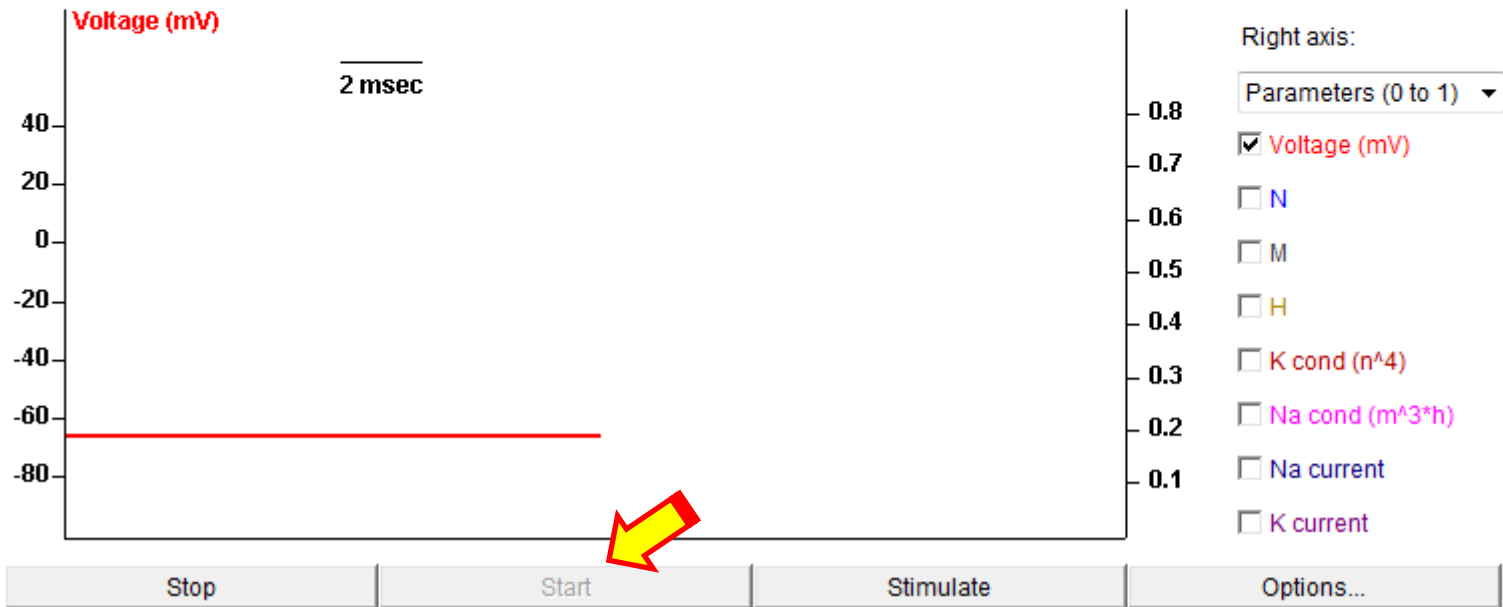 Voltage (mV)
2 msec
40
20
0
-20
-40
-60
-80
0.8
0.7
0.6
0.5
0.4
0.3
0.2
0.1
Right axis:
Parameters (0 to 1)
Voltage (mV)
N
M
H
K cond (n^4)
Na cond (m^3*h)
Na current
K current
Stop
Start
Stimulate
Options...